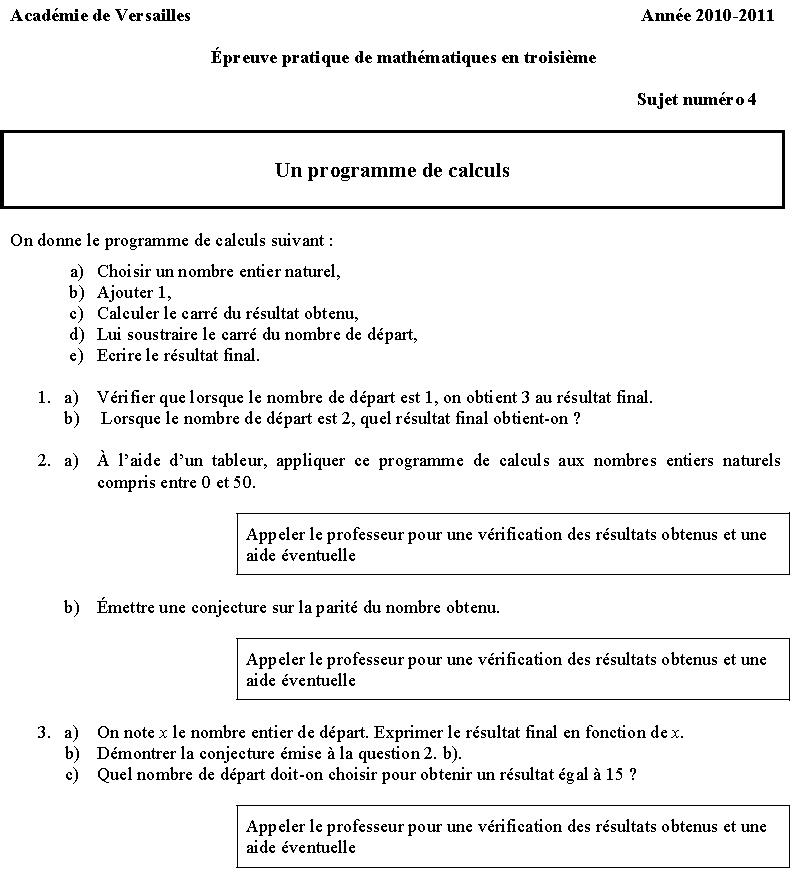 Académie de Versailles Année 2010-2011
Épreuve pratique de mathématiques en troisième
Sujet numéro 4
Un programme de calculs
On donne le programme de calculs suivant :
a) Choisir un nombre entier naturel,
b) Ajouter 1,
c) Calculer le carré du résultat obtenu,
d) Lui soustraire le carré du nombre de départ,
e) Ecrire le résultat final.
1. a) Vérifier que lorsque le nombre de départ est 1, on obtient 3 au résultat final.
b) Lorsque le nombre de départ est 2, quel résultat final obtient-on ?
2. a) À l’aide d’un tableur, appliquer ce programme de calculs aux nombres entiers naturels
compris entre 0 et 50.
Appeler le professeur pour une vérification des résultats obtenus et une
aide éventuelle
b) Émettre une conjecture sur la parité du nombre obtenu.
Appeler le professeur pour une vérification des résultats obtenus et une
aide éventuelle
3. a) On note x le nombre entier de départ. Exprimer le résultat final en fonction de x.
b) Démontrer la conjecture émise à la question 2. b).
c) Quel nombre de départ doit-on choisir pour obtenir un résultat égal à 15 ?
Appeler le professeur pour une vérification des résultats obtenus et une
aide éventuelle